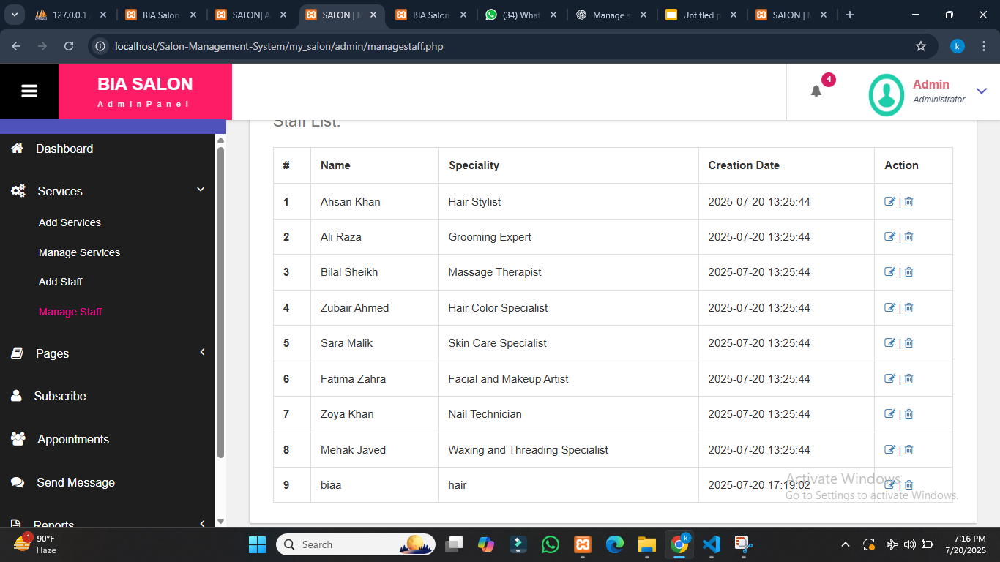 127.0.0.1 / BIA Salon SALON| A SALON | M BIA Salon (34) What Manage s Untitled p SALON | M
localhost/Salon-Management-System/my_salon/admin/managestaff.php k
BIA SALON
AdminPanel
4
Admin
Administrator
Staff List:
Dashboard
Services
Add Services
Manage Services
Add Staff
Manage Staff
Pages
Subscribe
Appointments
Send Message
Reports
# Name Speciality Creation Date Action
1 Ahsan Khan Hair Stylist 2025-07-20 13:25:44 |
2 Ali Raza Grooming Expert 2025-07-20 13:25:44 |
3 Bilal Sheikh Massage Therapist 2025-07-20 13:25:44 |
4 Zubair Ahmed Hair Color Specialist 2025-07-20 13:25:44 |
5 Sara Malik Skin Care Specialist 2025-07-20 13:25:44 |
6 Fatima Zahra Facial and Makeup Artist 2025-07-20 13:25:44 |
7 Zoya Khan Nail Technician 2025-07-20 13:25:44 |
8 Mehak Javed Waxing and Threading Specialist 2025-07-20 13:25:44 |
9 biaa hair 2025-07-20 17:19:02 |
Activate Windows
Go to Settings to activate Windows.
1
90°F
Haze
Search
k
7:16 PM
7/20/2025